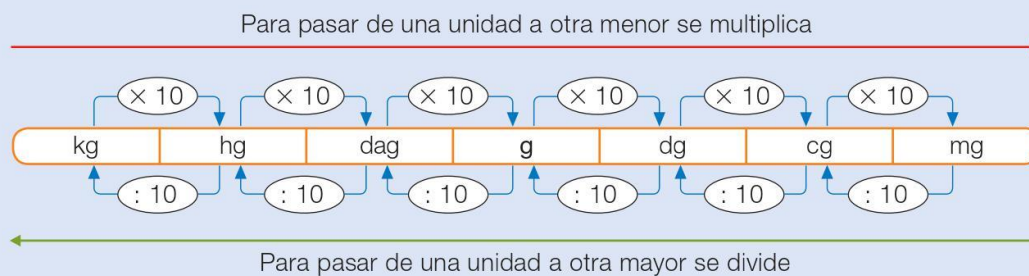 Para pasar de una unidad a otra menor se multiplica
× 10 × 10 × 10 × 10 × 10 × 10
kg hg dag g dg cg mg
: 10 : 10 : 10 : 10 : 10 : 10
Para pasar de una unidad a otra mayor se divide